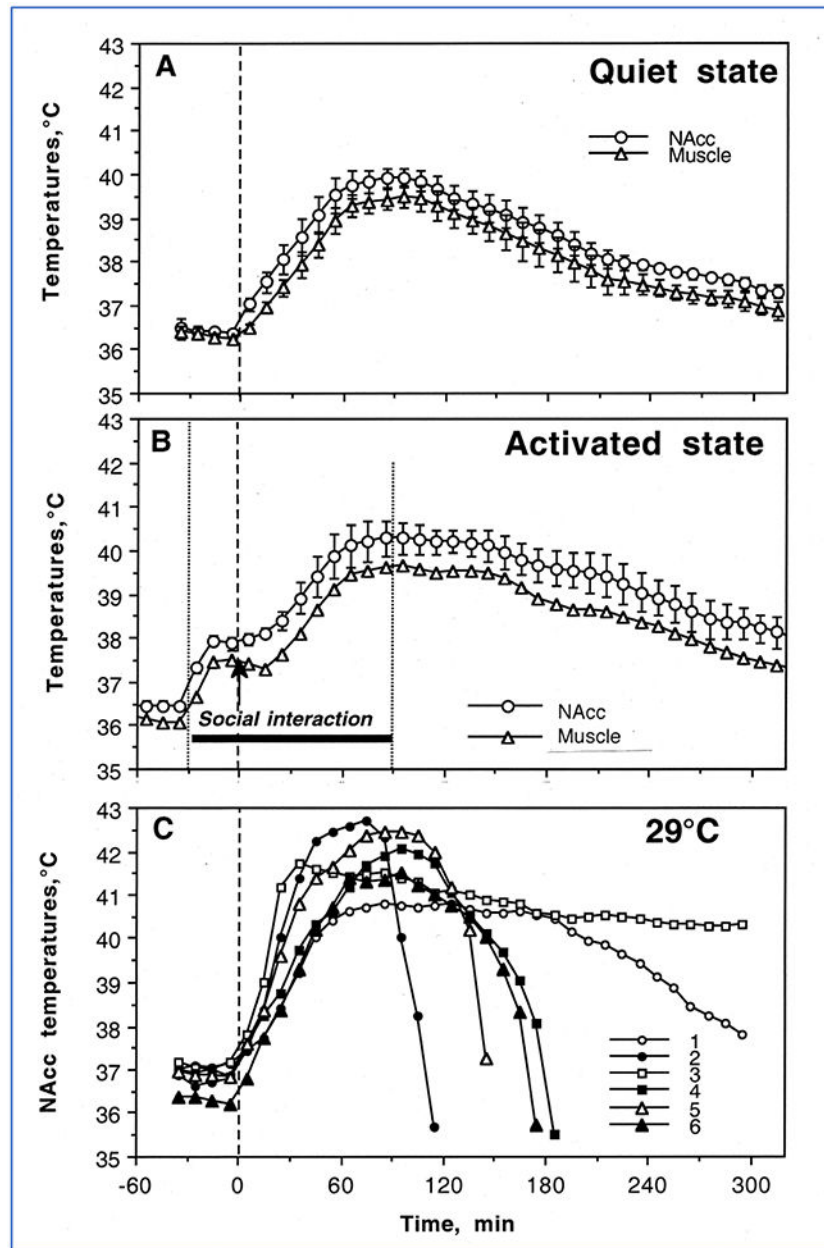 A
Quiet state
NAcc
Muscle
Temperatures,°C
43
42
41
40
39
38
37
36
35
B
Activated state
Social interaction
NAcc
Muscle
Temperatures,°C
43
42
41
40
39
38
37
36
35
C
29°C
1
2
3
4
5
6
NAcc temperatures,°C
43
42
41
40
39
38
37
36
35
-60 0 60 120 180 240 300
Time, min